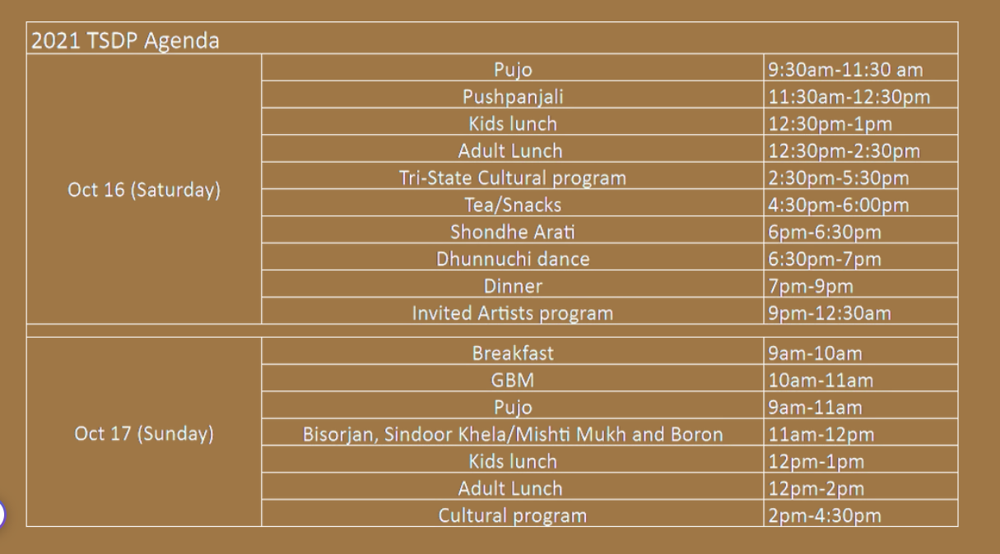 2021 TSDP Agenda
Oct 16 (Saturday)
Pujo 9:30am-11:30 am
Pushpanjali 11:30am-12:30pm
Kids lunch 12:30pm-1pm
Adult Lunch 12:30pm-2:30pm
Tri-State Cultural program 2:30pm-5:30pm
Tea/Snacks 4:30pm-6:00pm
Shondhe Arati 6pm-6:30pm
Dhunnuchi dance 6:30pm-7pm
Dinner 7pm-9pm
Invited Artists program 9pm-12:30am
Oct 17 (Sunday)
Breakfast 9am-10am
GBM 10am-11am
Pujo 9am-11am
Bisorjan, Sindoor Khela/Mishti Mukh and Boron 11am-12pm
Kids lunch 12pm-1pm
Adult Lunch 12pm-2pm
Cultural program 2pm-4:30pm